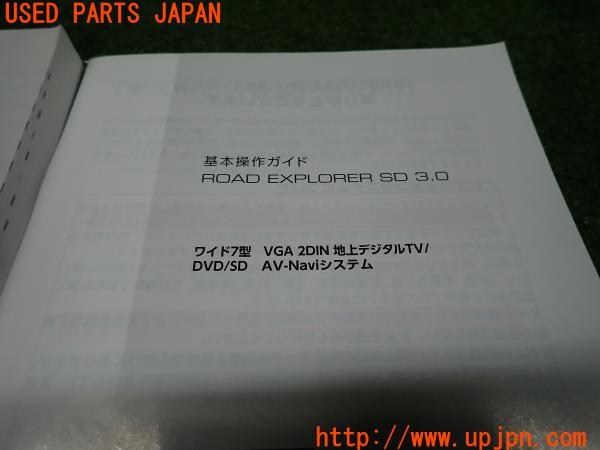 USED PARTS JAPAN
基本操作ガイド
ROAD EXPLORER SD 3.0
ワイド7型 VGA 2DIN 地上デジタルTV/
DVD/SD AV-Naviシステム
http://www.upjpn.com